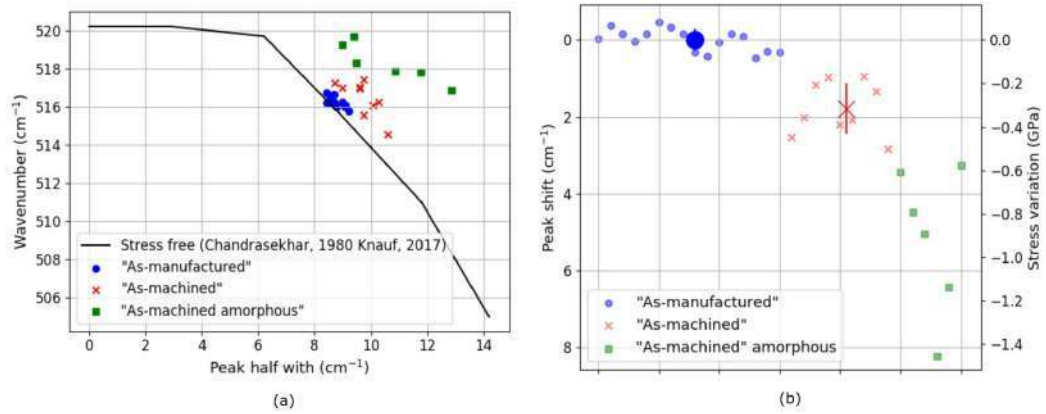 520
518
516
514
511
509
508
506
Wavenumber (cm⁻¹)
0
2
4
6
8
10
12
14
Peak half with (cm⁻¹)
Stress free (Chandrasekhar, 1980 Knauf, 2017)
"As-manufactured"
"As-machined"
"As-machined amorphous"
(a)
0
2
4
6
8
Peak shift (cm⁻¹)
0.0
−0.2
−0.4
−0.6
−0.8
−1.0
−1.2
−1.4
Stress variation (GPa)
"As-manufactured"
"As-machined"
"As-machined" amorphous
(b)